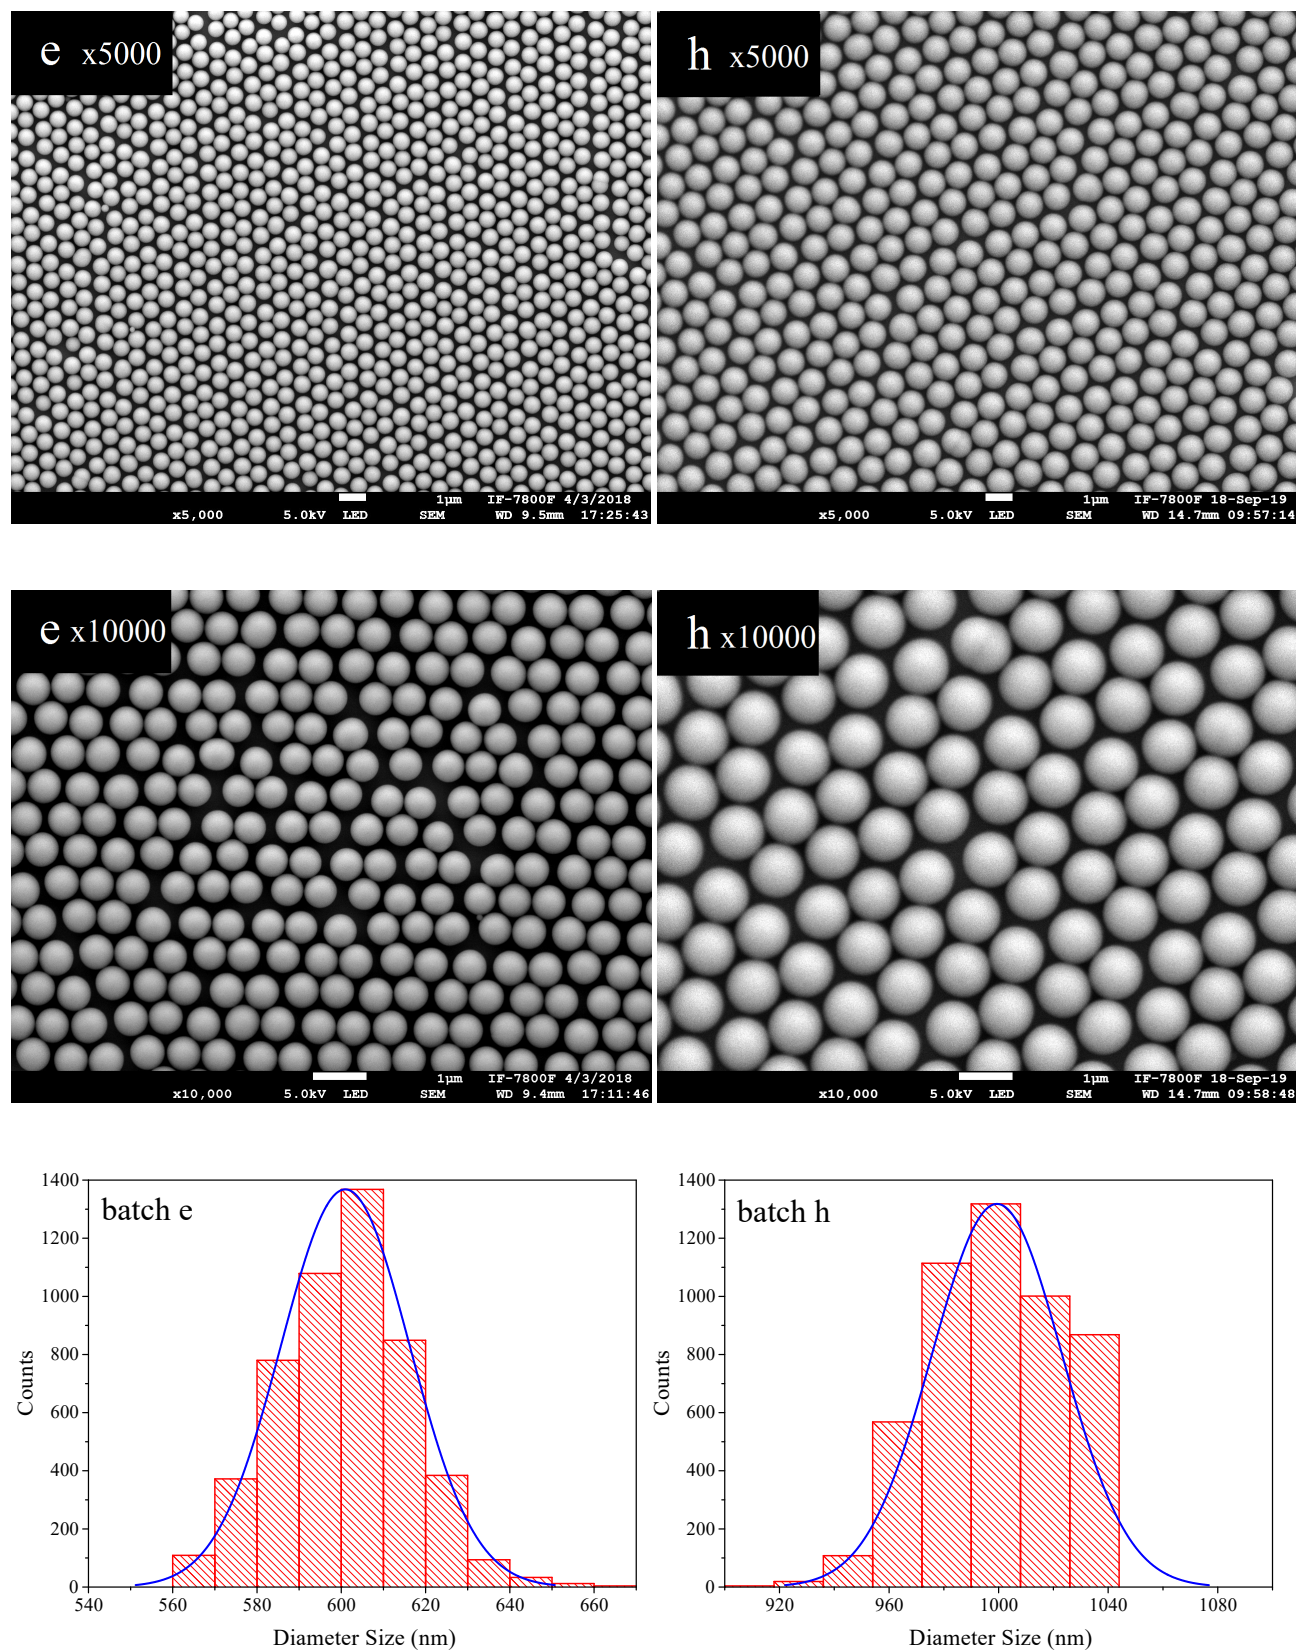 e x5000
1µm IF-7800F 4/3/2018
x5,000 5.0kV LED SEM WD 9.5mm 17:25:43
h x5000
1µm IF-7800F 18-Sep-19
x5,000 5.0kV LED SEM WD 14.7mm 09:57:14
e x10000
1µm IF-7800F 4/3/2018
x10,000 5.0kV LED SEM WD 9.4mm 17:11:46
h x10000
1µm IF-7800F 18-Sep-19
x10,000 5.0kV LED SEM WD 14.7mm 09:58:48
batch e
1400
1200
1000
800
600
400
200
0
Counts
540 560 580 600 620 640 660
Diameter Size (nm)
batch h
1400
1200
1000
800
600
400
200
0
Counts
920 960 1000 1040 1080
Diameter Size (nm)